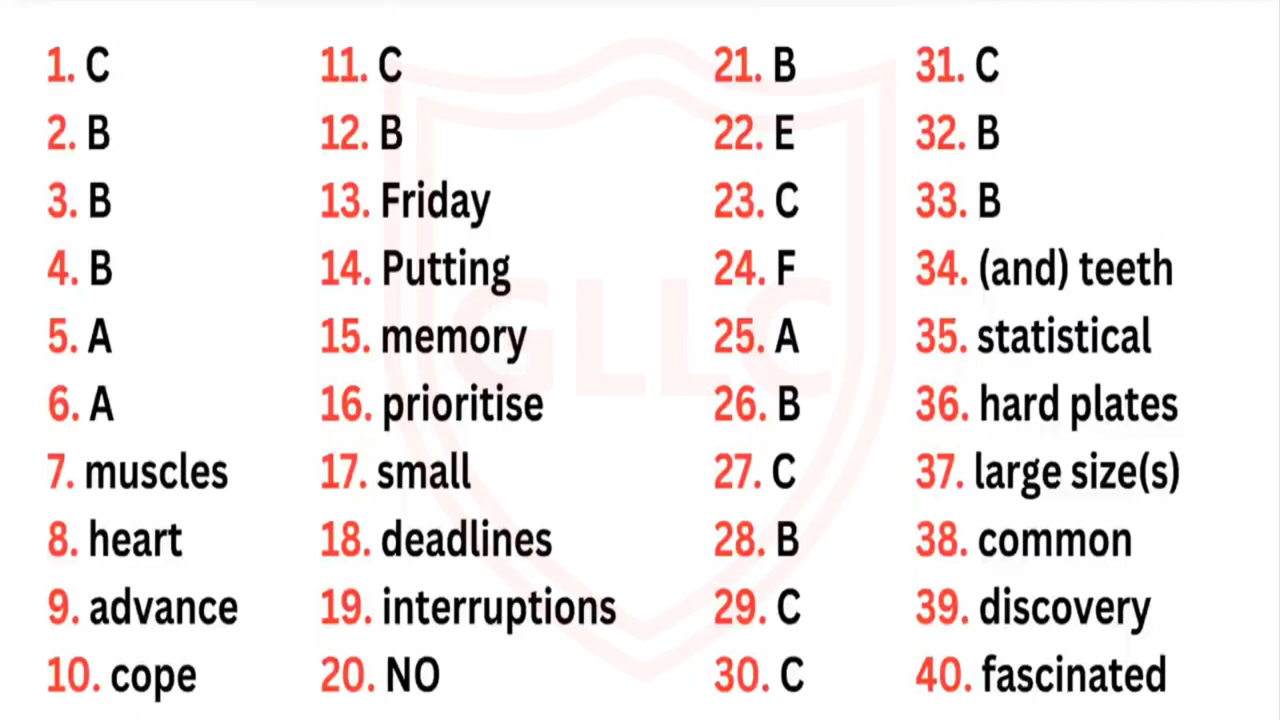 1. C
2. B
3. B
4. B
5. A
6. A
7. muscles
8. heart
9. advance
10. cope
11. C
12. B
13. Friday
14. Putting
15. memory
16. prioritise
17. small
18. deadlines
19. interruptions
20. NO
21. B
22. E
23. C
24. F
25. A
26. B
27. C
28. B
29. C
30. C
31. C
32. B
33. B
34. (and) teeth
35. statistical
36. hard plates
37. large size(s)
38. common
39. discovery
40. fascinated
GLLC